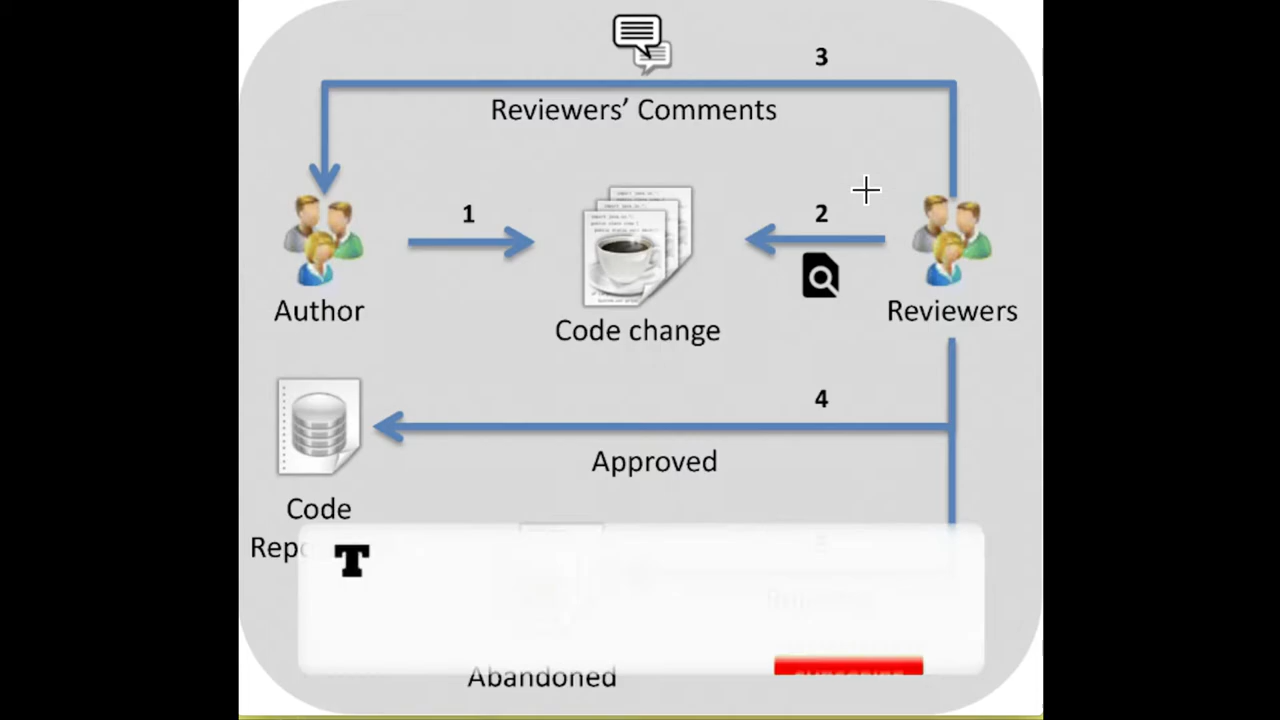 3
Reviewers' Comments
1
2
Author
Code change
Reviewers
4
Approved
Code
T
Abandoned